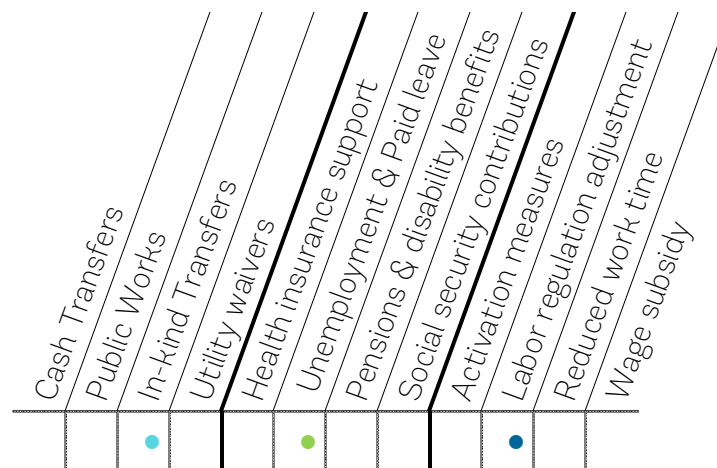 Cash Transfers
Public Works
In-kind Transfers
Utility waivers
Health insurance support
Unemployment & Paid leave
Pensions & disability benefits
Social security contributions
Activation measures
Labor regulation adjustment
Reduced work time
Wage subsidy